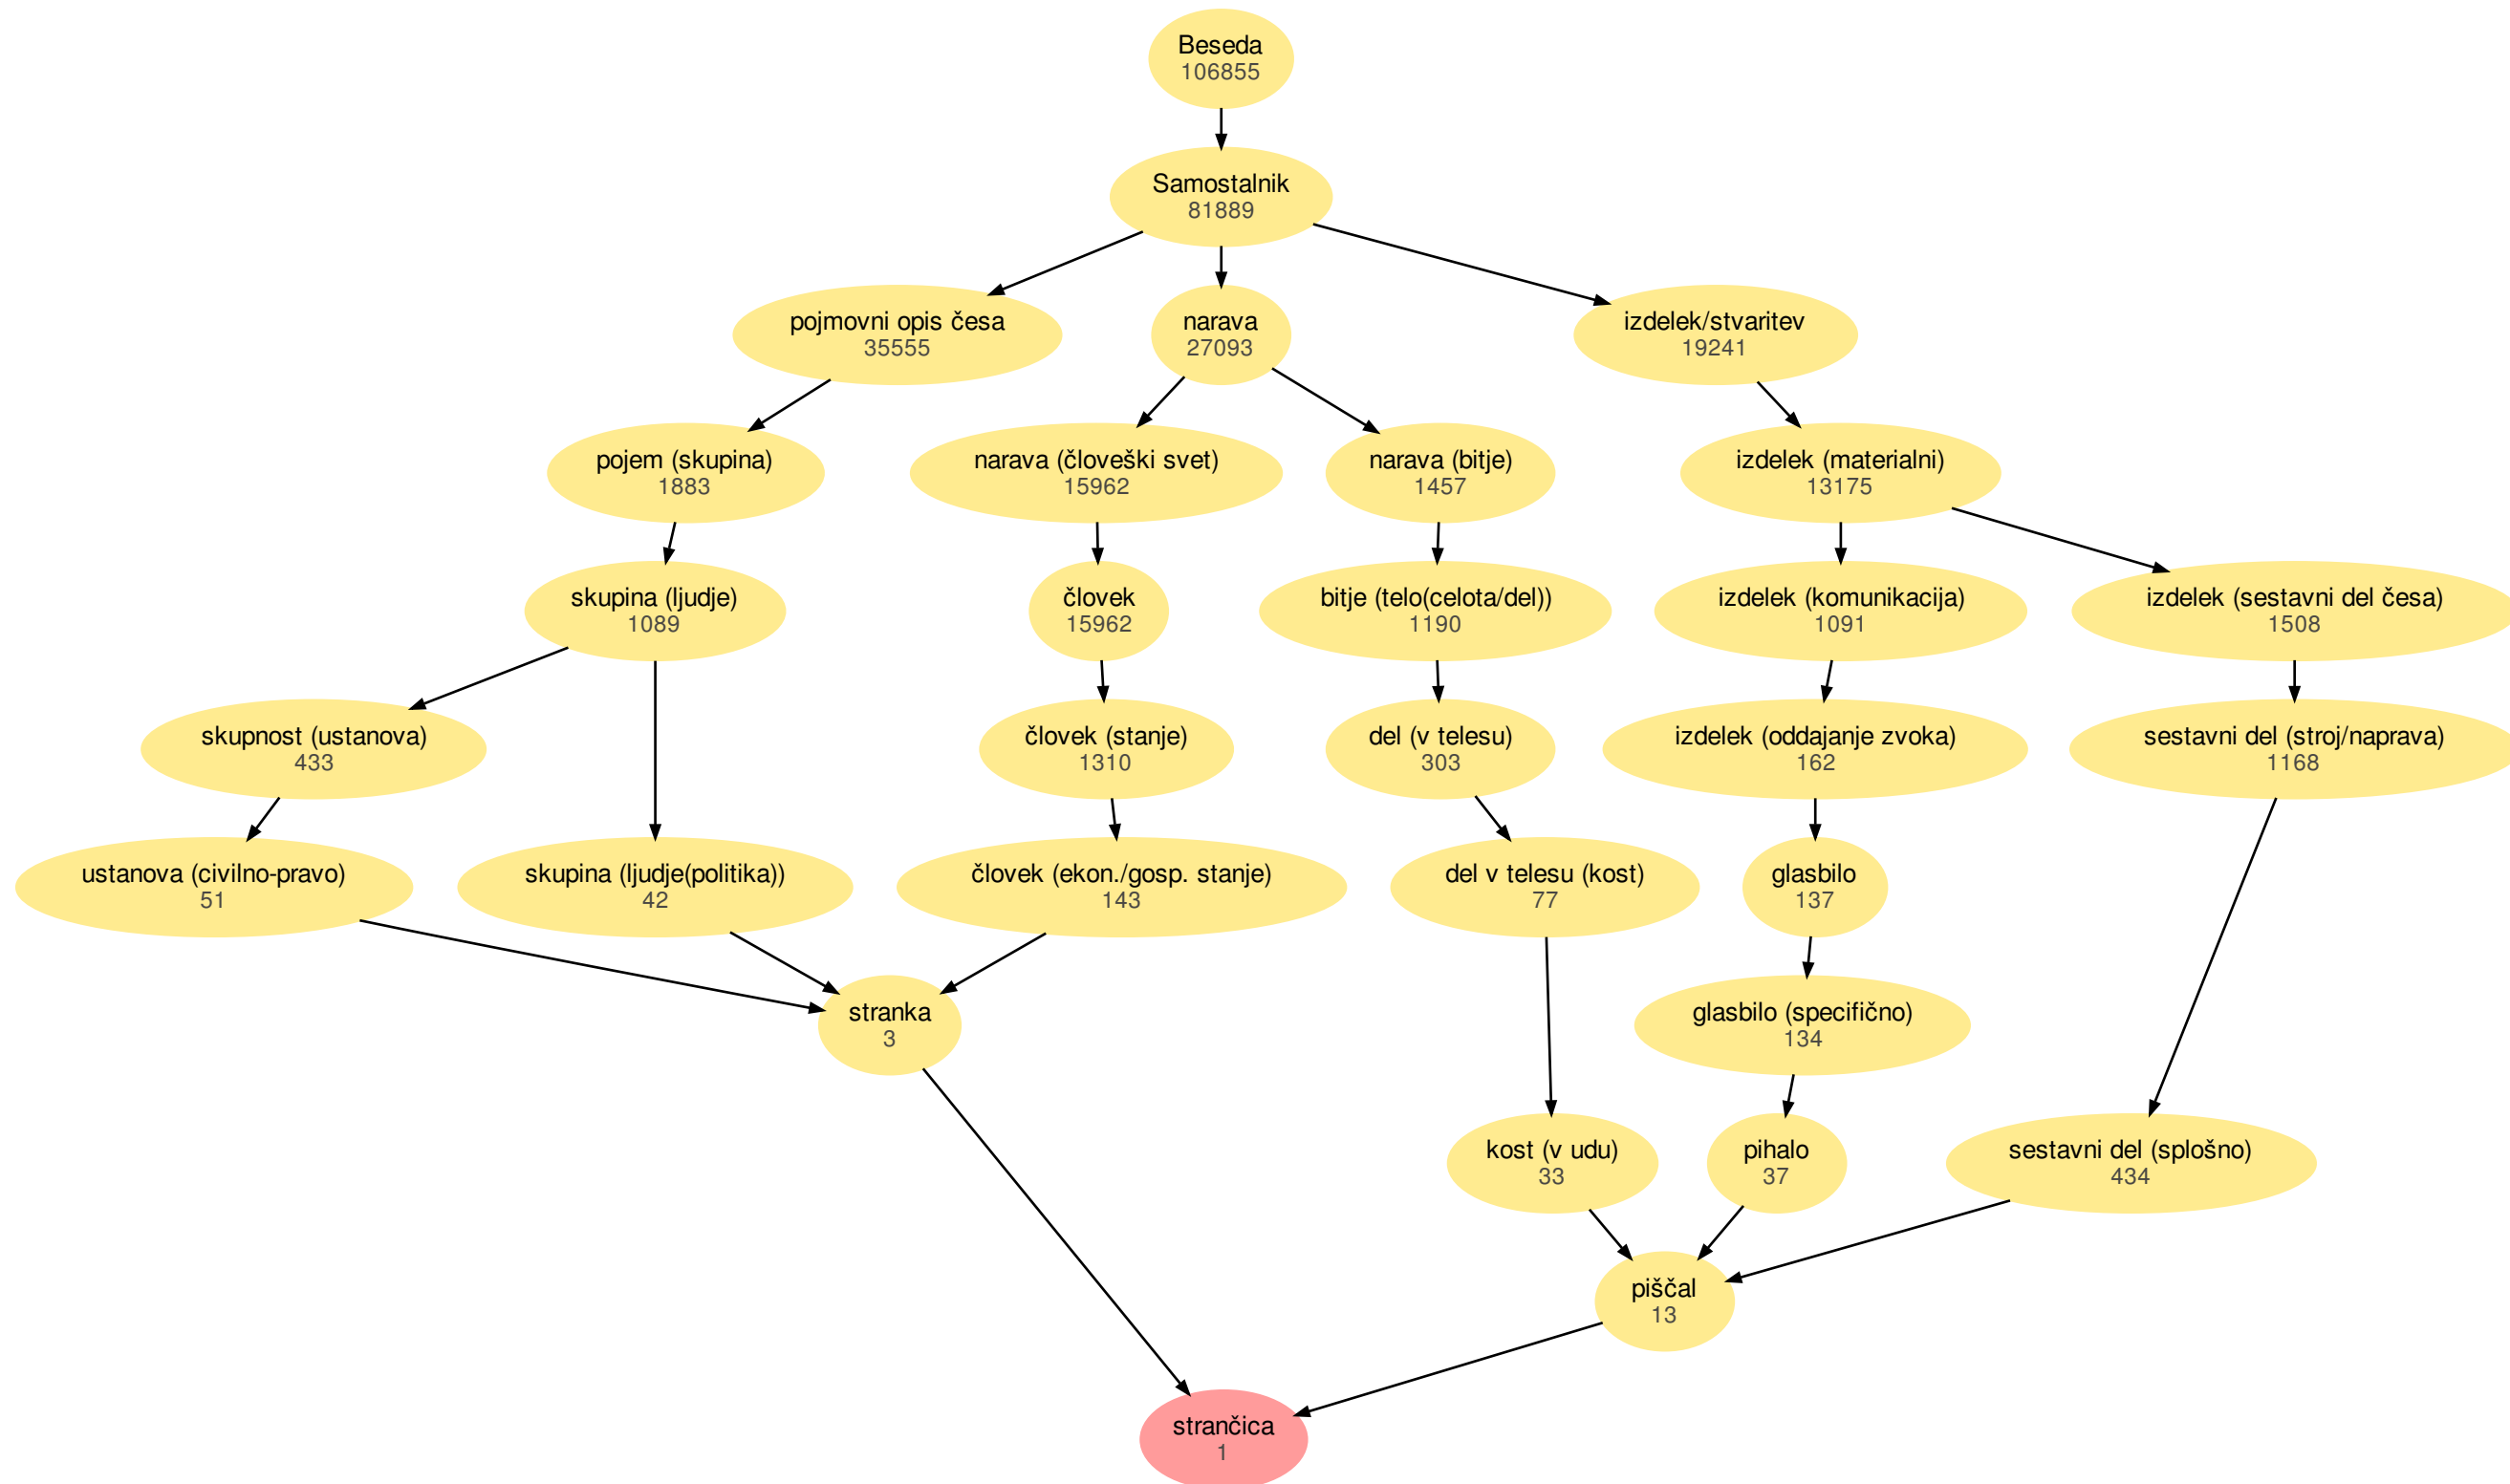 Beseda
106855
Samostalnik
81889
pojmovni opis česa
35555
narava
27093
izdelek/stvaritev
19241
pojem (skupina)
1883
narava (človeški svet)
15962
narava (bitje)
1457
izdelek (materialni)
13175
skupina (ljudje)
1089
človek
15962
bitje (telo(celota/del))
1190
izdelek (komunikacija)
1091
izdelek (sestavni del česa)
1508
skupnost (ustanova)
433
človek (stanje)
1310
del (v telesu)
303
izdelek (oddajanje zvoka)
162
sestavni del (stroj/naprava)
1168
ustanova (civilno-pravo)
51
skupina (ljudje(politika))
42
človek (ekon./gosp. stanje)
143
del v telesu (kost)
77
glasbilo
137
stranka
3
glasbilo (specifično)
134
kost (v udu)
33
pihalo
37
sestavni del (splošno)
434
piščal
13
strančica
1